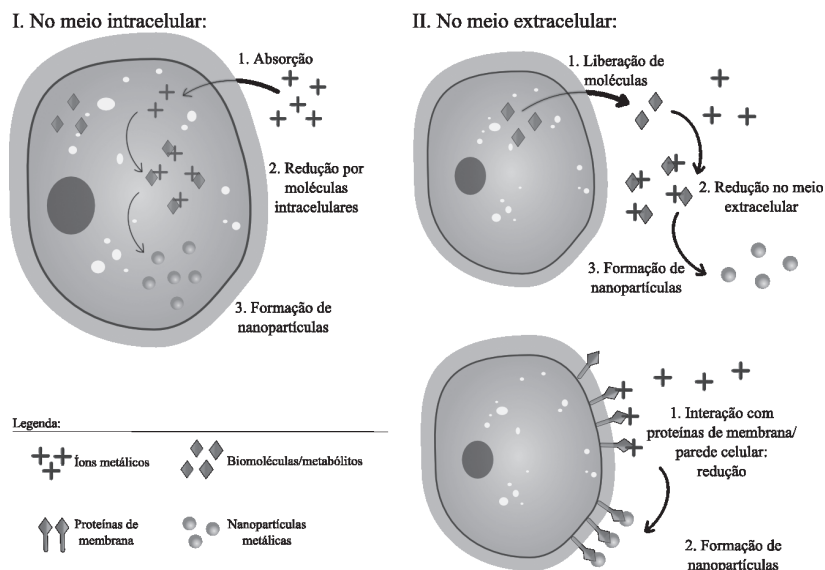 I. No meio intracelular:
1. Absorção
2. Redução por
moléculas
intracelulares
3. Formação de
nanopartículas
II. No meio extracelular:
1. Liberação de
moléculas
2. Redução no meio
extracelular
3. Formação de
nanopartículas
1. Interação com
proteínas de membrana/
parede celular:
redução
2. Formação de
nanopartículas
Legenda:
Íons metálicos
Biomoléculas/metabólitos
Proteínas de
membrana
Nanopartículas
metálicas